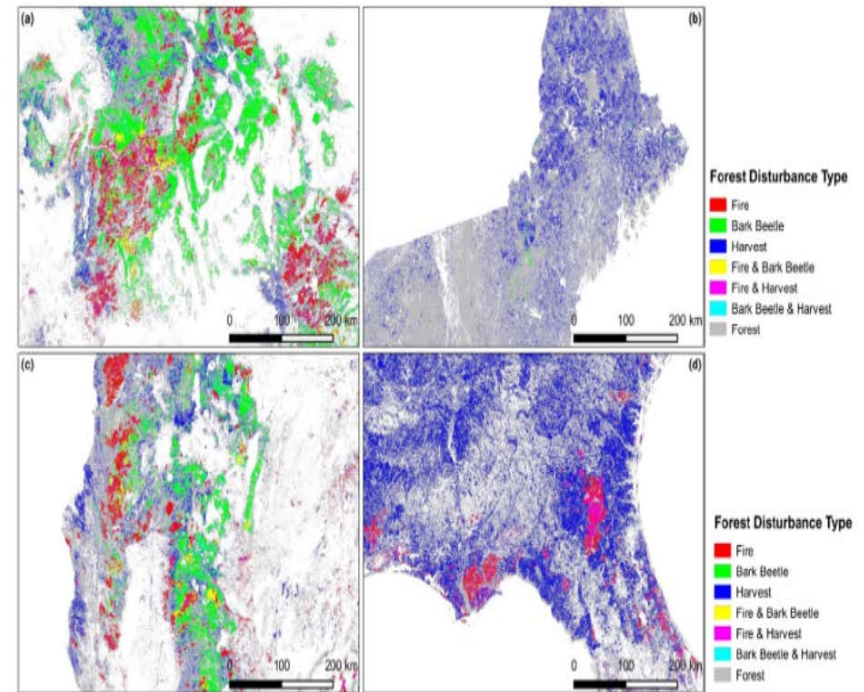 (a)
0 100 200 km
(b)
0 100 200 km
Forest Disturbance Type
Fire
Bark Beetle
Harvest
Fire & Bark Beetle
Fire & Harvest
Bark Beetle & Harvest
Forest
(c)
0 100 200 km
(d)
0 100 200 km
Forest Disturbance Type
Fire
Bark Beetle
Harvest
Fire & Bark Beetle
Fire & Harvest
Bark Beetle & Harvest
Forest